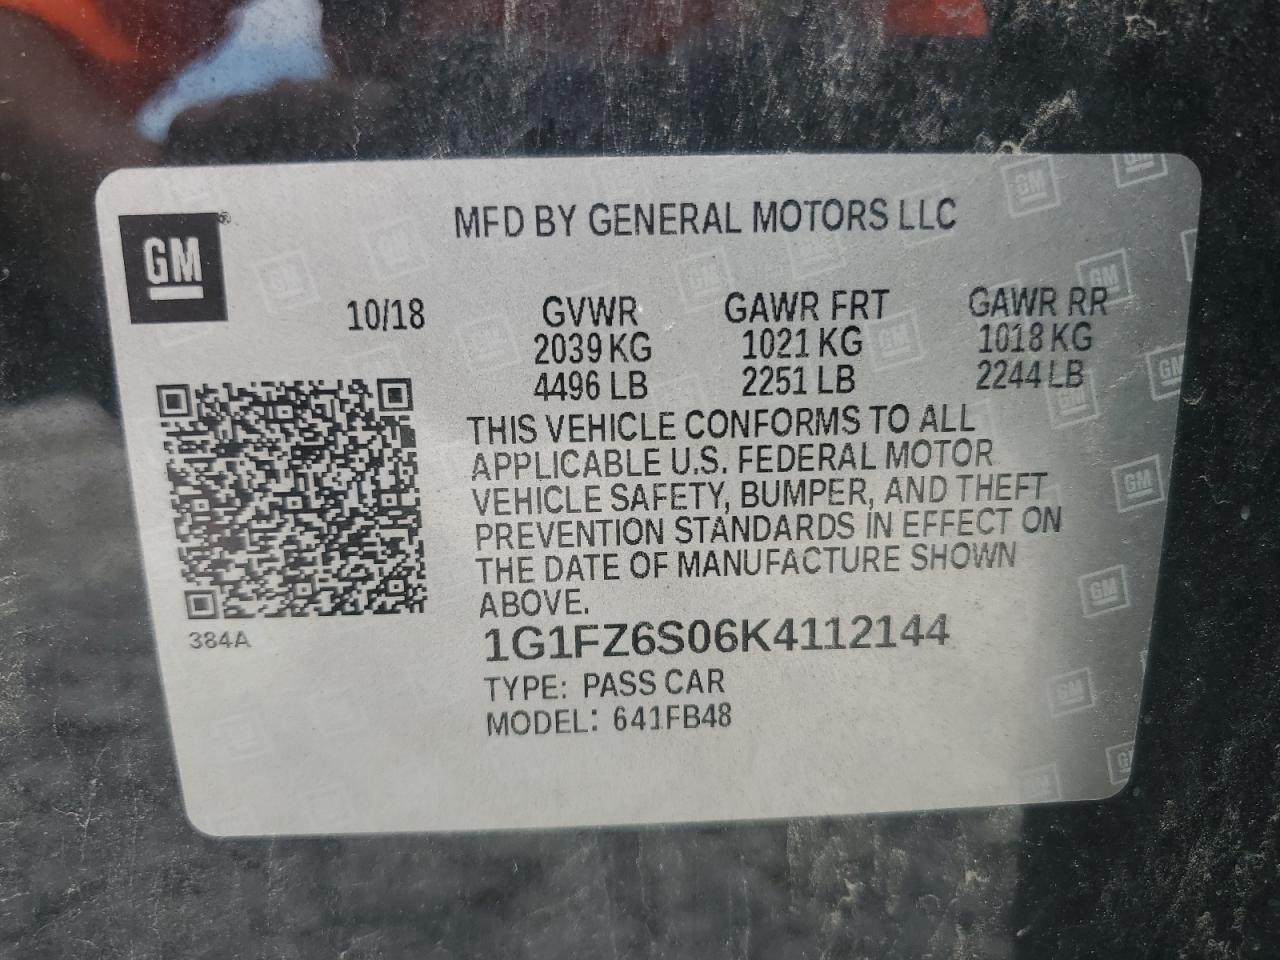 GM ®
MFD BY GENERAL MOTORS LLC
10/18 GVWR GAWR FRT GAWR RR
2039 KG 1021 KG 1018 KG
4496 LB 2251 LB 2244 LB
THIS VEHICLE CONFORMS TO ALL
APPLICABLE U.S. FEDERAL MOTOR
VEHICLE SAFETY, BUMPER, AND THEFT
PREVENTION STANDARDS IN EFFECT ON
THE DATE OF MANUFACTURE SHOWN
ABOVE.
384A
1G1FZ6S06K4112144
TYPE: PASS CAR
MODEL: 641FB48